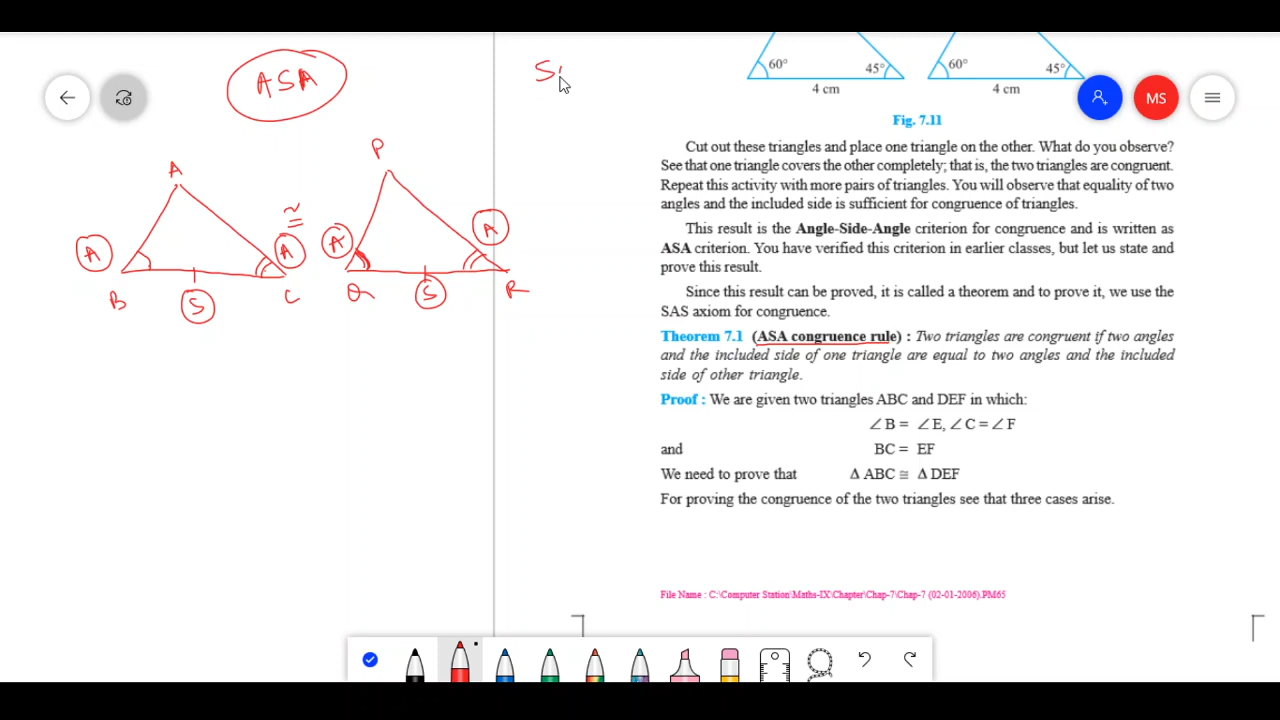 ASA
S
A
P
≅
A
A
A
A
B
S
C
Q
S
R
60°
45°
60°
45°
4 cm
4 cm
MS
Fig. 7.11
Cut out these triangles and place one triangle on the other. What do you observe?
See that one triangle covers the other completely; that is, the two triangles are congruent.
Repeat this activity with more pairs of triangles. You will observe that equality of two
angles and the included side is sufficient for congruence of triangles.
This result is the Angle-Side-Angle criterion for congruence and is written as
ASA criterion. You have verified this criterion in earlier classes, but let us state and
prove this result.
Since this result can be proved, it is called a theorem and to prove it, we use the
SAS axiom for congruence.
Theorem 7.1 (ASA congruence rule) : Two triangles are congruent if two angles
and the included side of one triangle are equal to two angles and the included
side of other triangle.
Proof : We are given two triangles ABC and DEF in which:
∠ B = ∠ E, ∠ C = ∠ F
and BC = EF
We need to prove that Δ ABC ≅ Δ DEF
For proving the congruence of the two triangles see that three cases arise.
File Name : C:\Computer Station\Maths-IX\Chapter\Chap-7\Chap-7 (02-01-2006).PM65